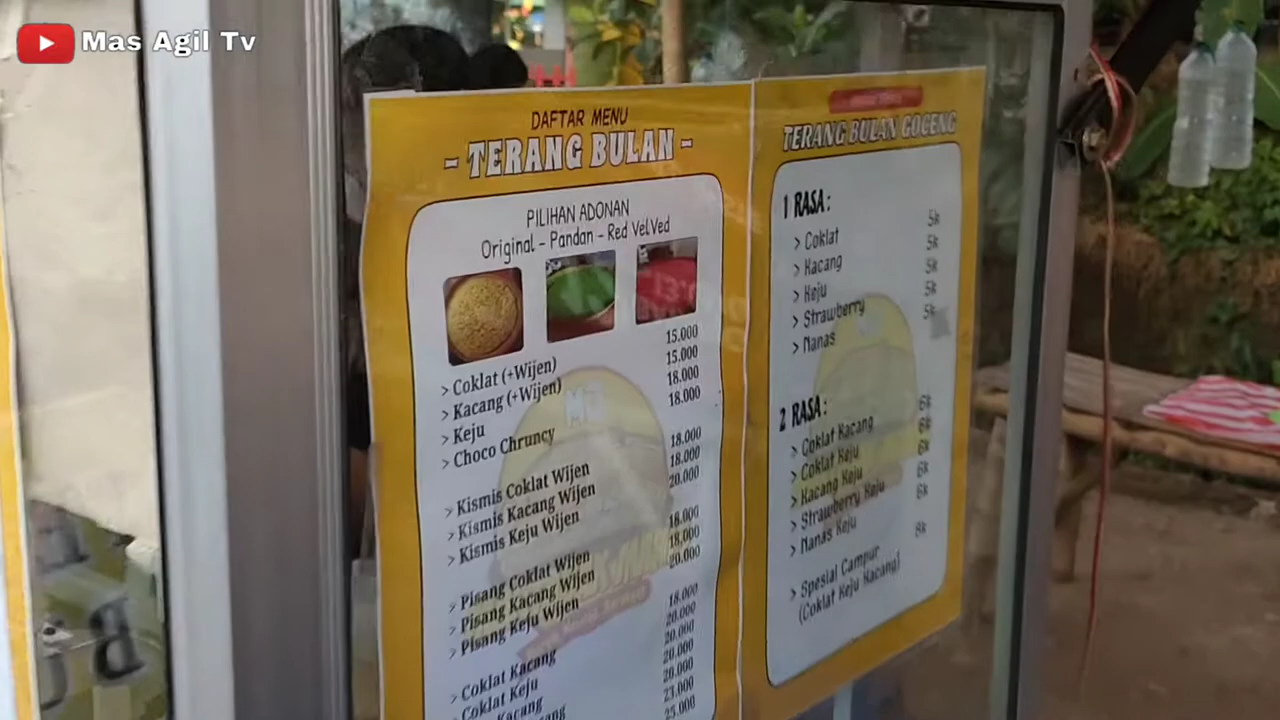 Mas Agil Tv
DAFTAR MENU
- TERANG BULAN -
PILIHAN ADONAN
Original - Pandan - Red VelVed
> Coklat (+Wijen) 15.000
> Kacang (+Wijen) 15.000
> Keju 18.000
> Choco Chruncy 18.000
> Kismis Coklat Wijen 18.000
> Kismis Kacang Wijen 18.000
> Kismis Keju Wijen 20.000
> Pisang Coklat Wijen 18.000
> Pisang Kacang Wijen 18.000
> Pisang Keju Wijen 20.000
> Coklat Kacang 18.000
> Coklat Keju 20.000
Kacang 20.000
20.000
20.000
23.000
25.000
TERANG BULAN GOCENG
1 RASA :
> Coklat 5k
> Kacang 5k
> Keju 5k
> Strawberry 5k
> Nanas 5k
2 RASA :
> Coklat Kacang 6k
> Coklat Keju 6k
> Kacang Keju 6k
> Strawberry Keju 6k
> Nanas Keju 6k
> Spesial Campur 8k
(Coklat Keju Kacang)